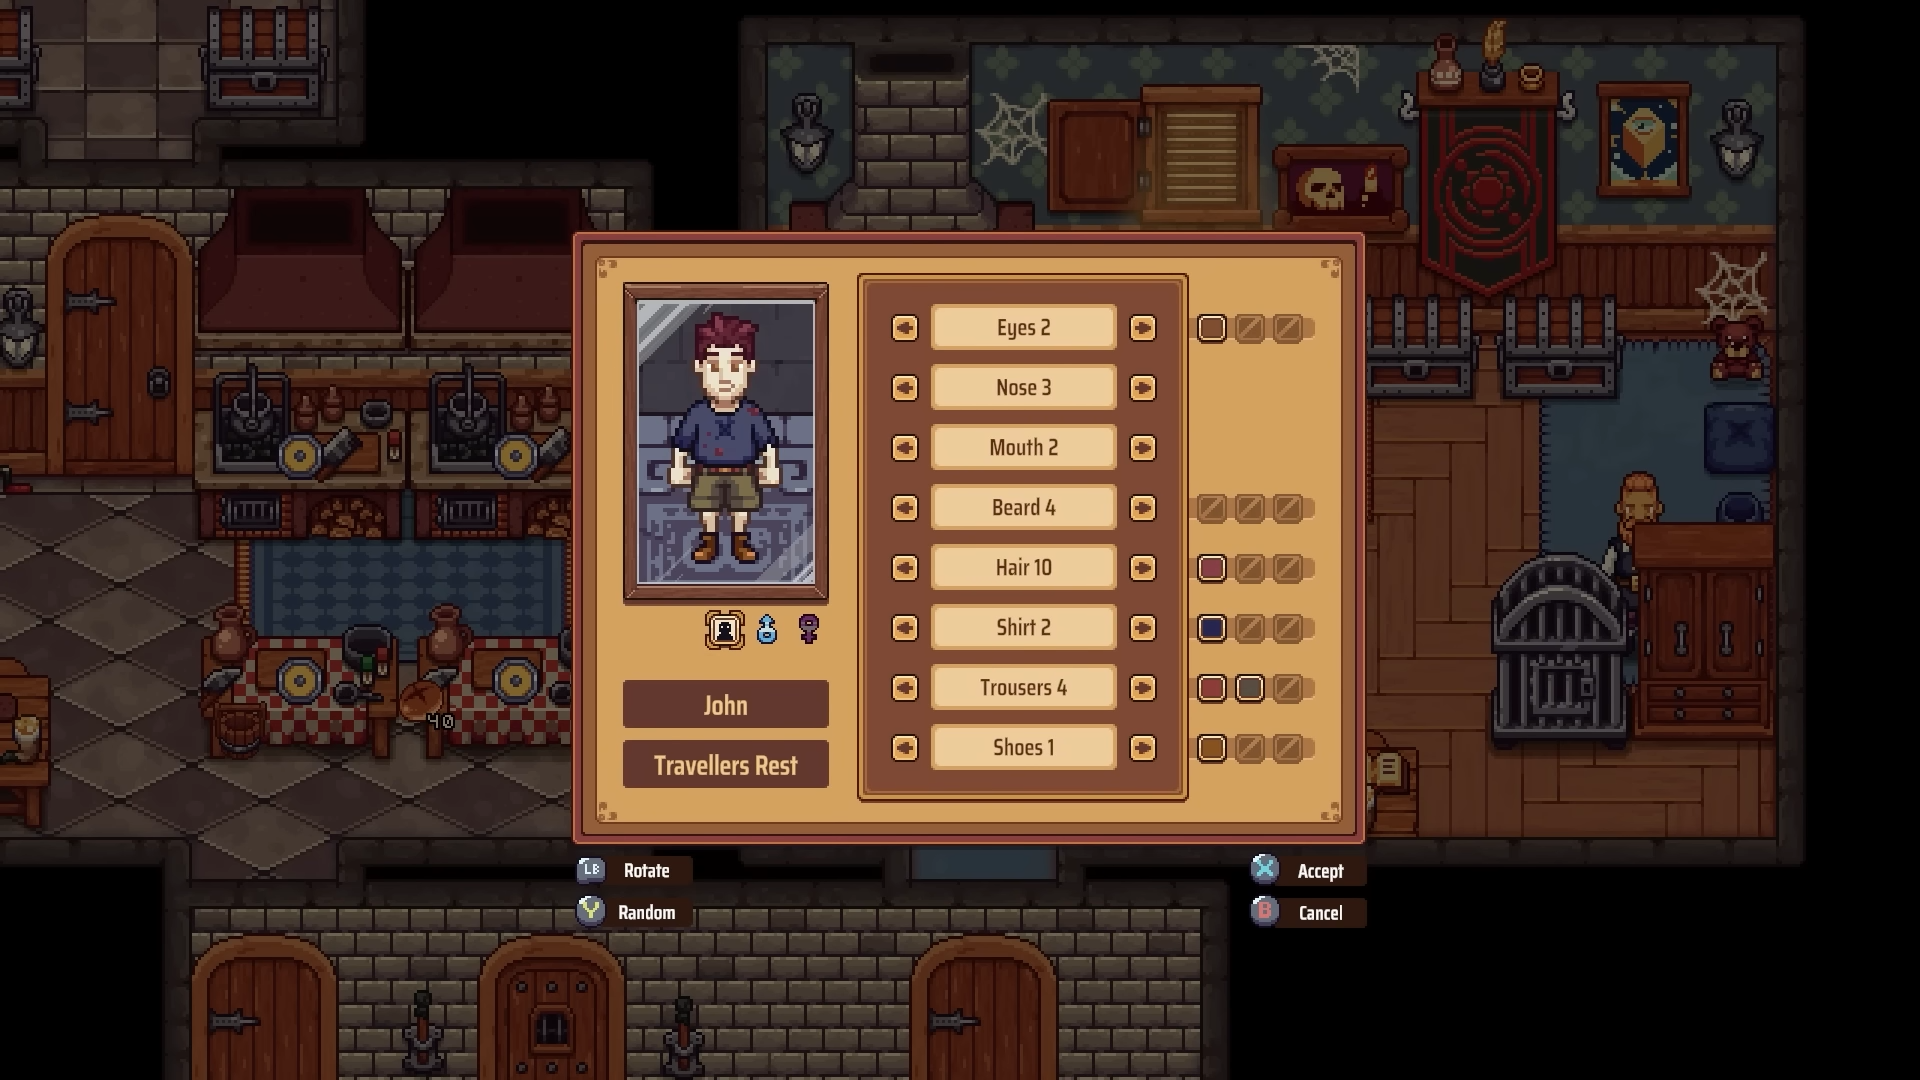 Eyes 2
Nose 3
Mouth 2
Beard 4
Hair 10
Shirt 2
Trousers 4
Shoes 1
John
Travellers Rest
40
LB Rotate
Y Random
X Accept
B Cancel